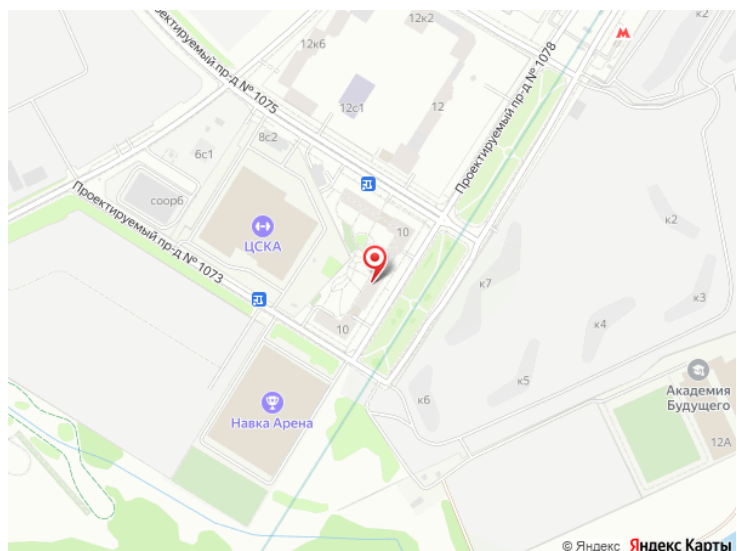 12к2
к2
12к6
Проектируемый пр-д № 1075
12с1
12
Проектируемый пр-д № 1078
8с2
6с1
соор6
Проектируемый пр-д № 1073
ЦСКА
10
к2
к7
к3
к4
10
к5
к6
Академия
Будущего
12А
Навка Арена
© Яндекс Яндекс Карты